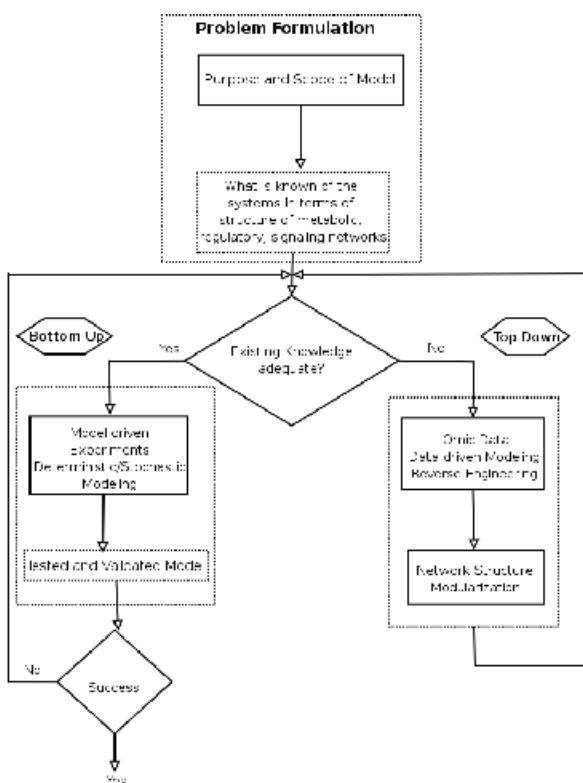 Problem Formulation
Purpose and Scope of Model
What is known of the
systems in terms of
structure of metabolic,
regulatory, signaling networks
Bottom Up
Top Down
Yes
Existing Knowledge
adequate?
No
Model driven
Experiments
Deterministic/Stochastic
Modeling
Omic Data
Data driven Modeling
Reverse Engineering
Tested and Validated Model
Network Structure
Modularization
No
Success
Yes